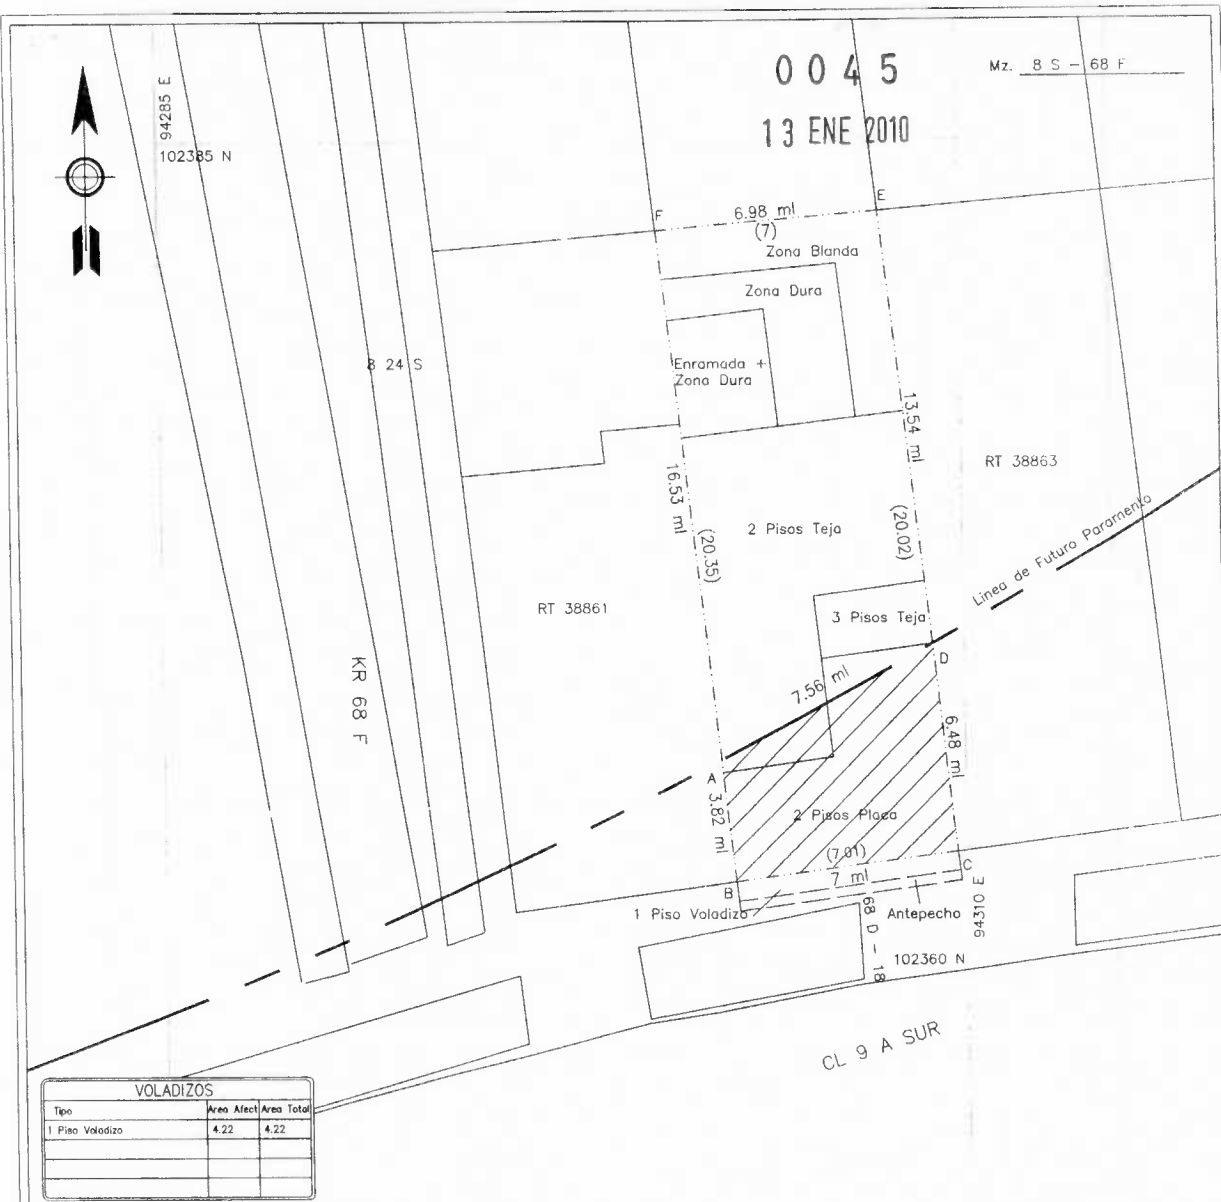 0045
Mz. 8 S - 68 F
13 ENE 2010
94285 E
102385 N
F
6.98 ml
(7)
E
Zona Blanda
Zona Dura
Enramada +
Zona Dura
8 24 S
13.54 ml
(20.02)
16.53 ml
(20.35)
2 Pisos Teja
RT 38863
Linea de Futuro Paramento
RT 38861
3 Pisos Teja
KR 68 F
7.56 ml
D
6.48 ml
A
3.82 ml
2 Pisos Placa
(7.01)
7 ml
B
C
1 Piso Voladizo
68 D - 18
Antepecho
94310 E
102360 N
CL 9 A SUR
VOLADIZOS
Tipo Area Afect Area Total
1 Piso Voladizo 4.22 4.22